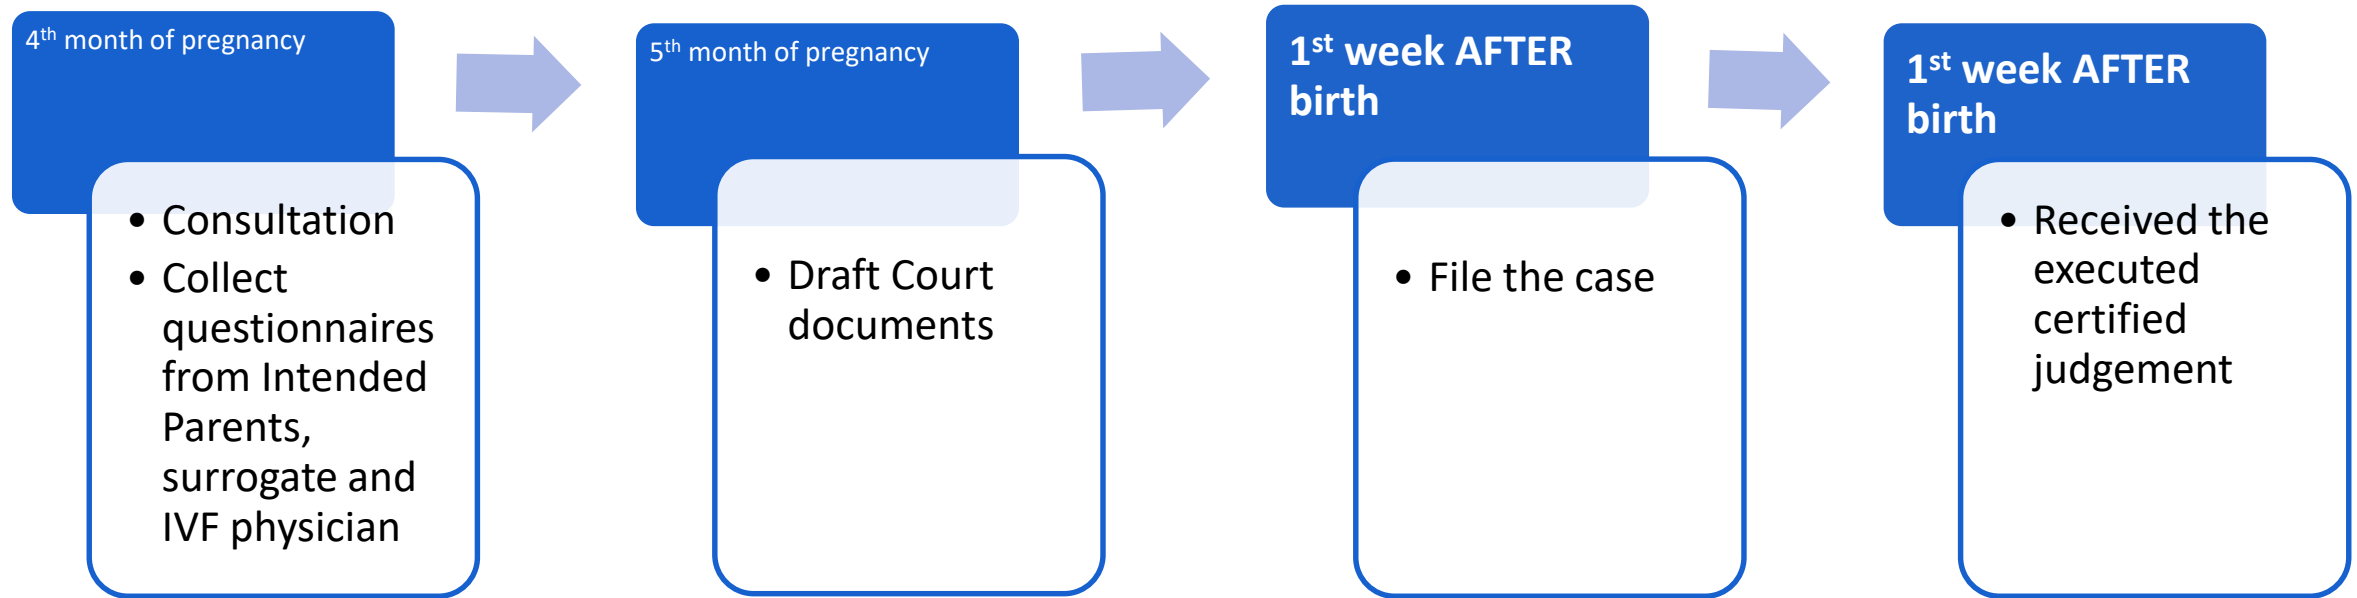 4th month of pregnancy
• Consultation
• Collect
questionnaires
from Intended
Parents,
surrogate and
IVF physician
5th month of pregnancy
• Draft Court
documents
1st week AFTER
birth
• File the case
1st week AFTER
birth
• Received the
executed
certified
judgement